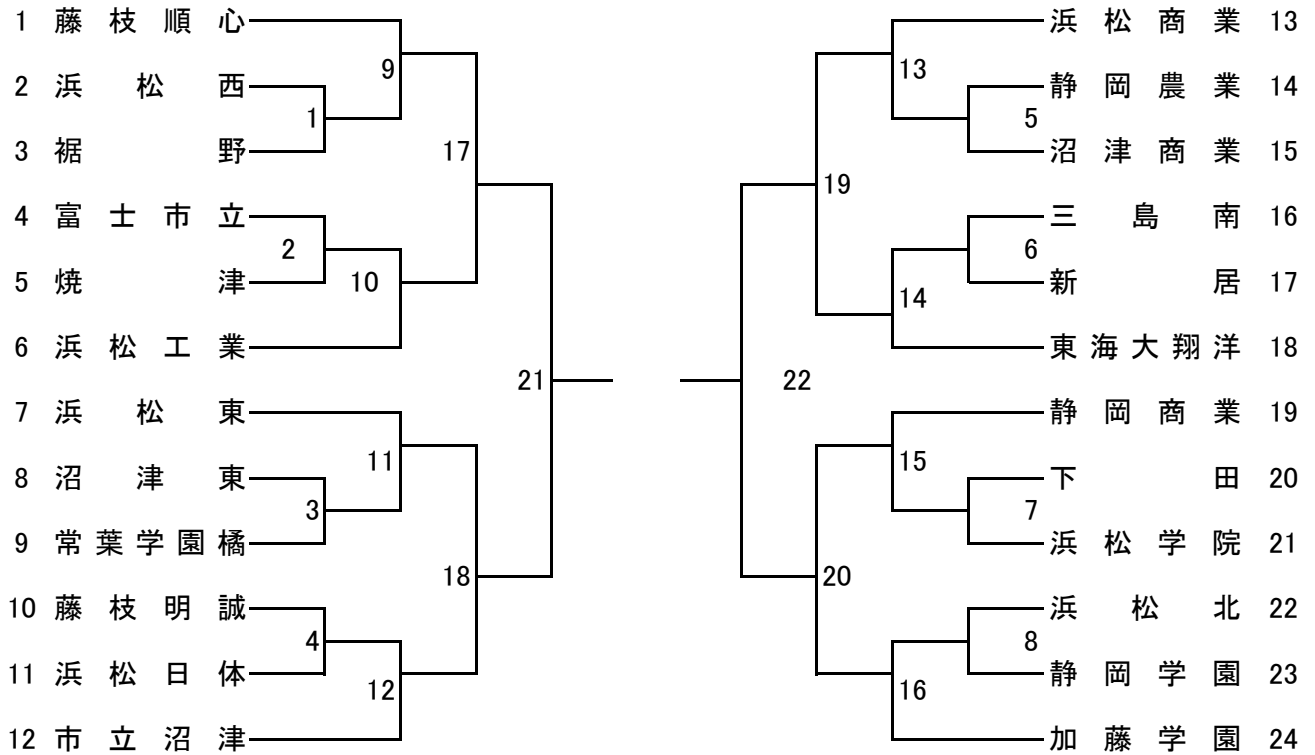 1 藤枝順心
2 浜松西
3 裾野
4 富士市立
5 焼津
6 浜松工業
7 浜松東
8 沼津東
9 常葉学園橘
10 藤枝明誠
11 浜松日体
12 市立沼津
9
1
17
2
10
21
11
3
18
4
12
浜松商業 13
静岡農業 14
沼津商業 15
三島南 16
新居 17
東海大翔洋 18
静岡商業 19
下田 20
浜松学院 21
浜松北 22
静岡学園 23
加藤学園 24
13
5
19
6
14
22
15
7
20
8
16